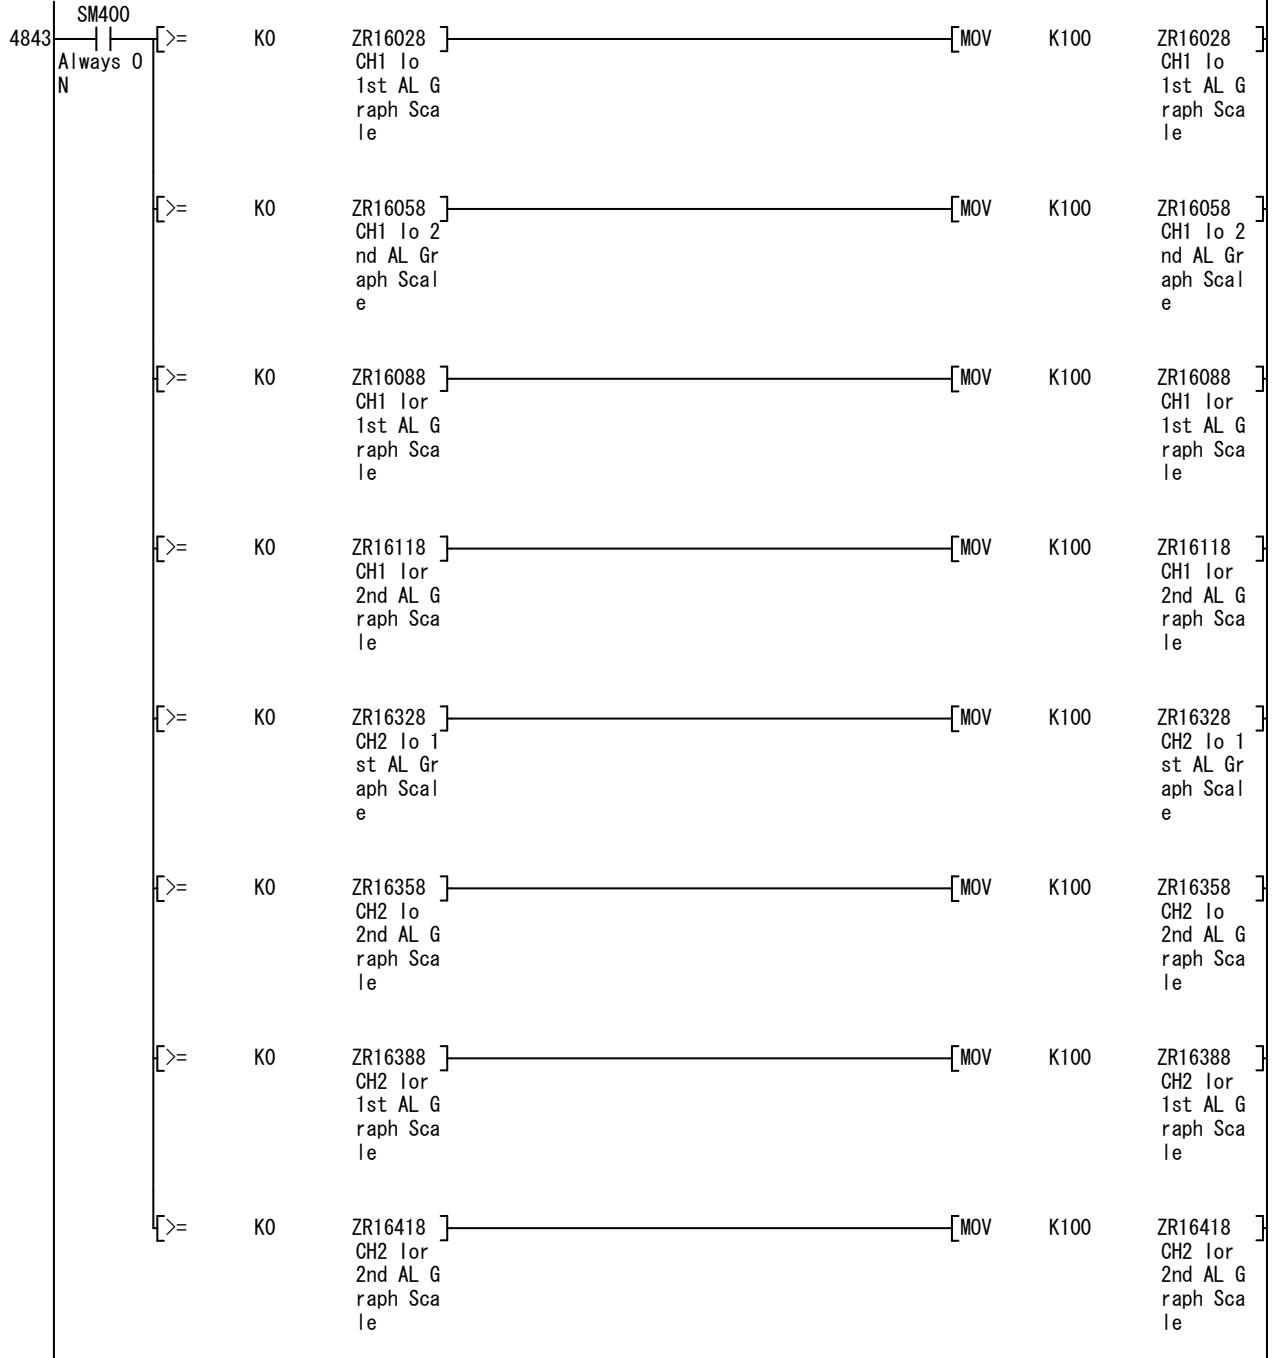 SM400
4843 [>= K0 ZR16028 ] [MOV K100 ZR16028 ]
Always O CH1 Io CH1 Io
N 1st AL G 1st AL G
raph Sca raph Sca
le le
[>= K0 ZR16058 ] [MOV K100 ZR16058 ]
CH1 Io 2 CH1 Io 2
nd AL Gr nd AL Gr
aph Scal aph Scal
e e
[>= K0 ZR16088 ] [MOV K100 ZR16088 ]
CH1 Ior CH1 Ior
1st AL G 1st AL G
raph Sca raph Sca
le le
[>= K0 ZR16118 ] [MOV K100 ZR16118 ]
CH1 Ior CH1 Ior
2nd AL G 2nd AL G
raph Sca raph Sca
le le
[>= K0 ZR16328 ] [MOV K100 ZR16328 ]
CH2 Io 1 CH2 Io 1
st AL Gr st AL Gr
aph Scal aph Scal
e e
[>= K0 ZR16358 ] [MOV K100 ZR16358 ]
CH2 Io CH2 Io
2nd AL G 2nd AL G
raph Sca raph Sca
le le
[>= K0 ZR16388 ] [MOV K100 ZR16388 ]
CH2 Ior CH2 Ior
1st AL G 1st AL G
raph Sca raph Sca
le le
[>= K0 ZR16418 ] [MOV K100 ZR16418 ]
CH2 Ior CH2 Ior
2nd AL G 2nd AL G
raph Sca raph Sca
le le